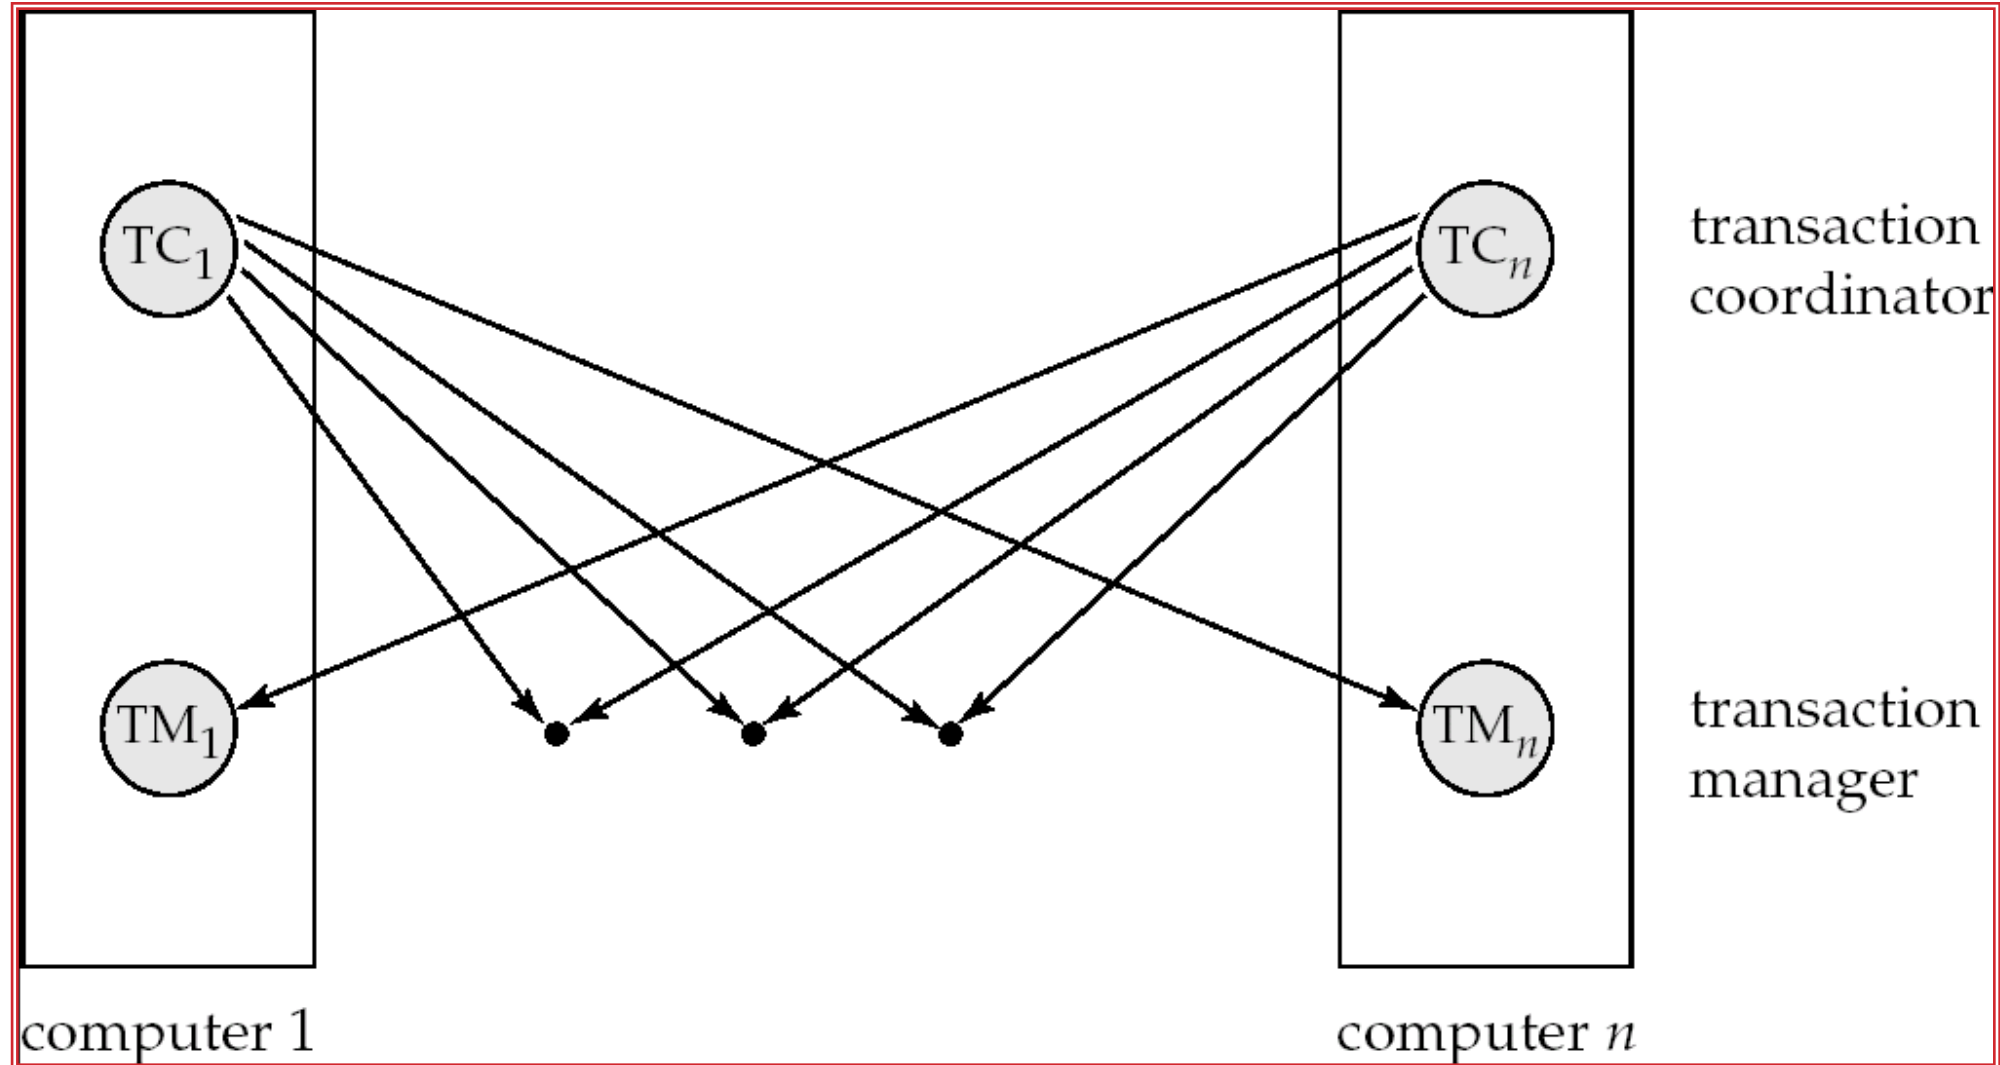 TC1
TCn
transaction
coordinator
TM1
TMn
transaction
manager
computer 1
computer n